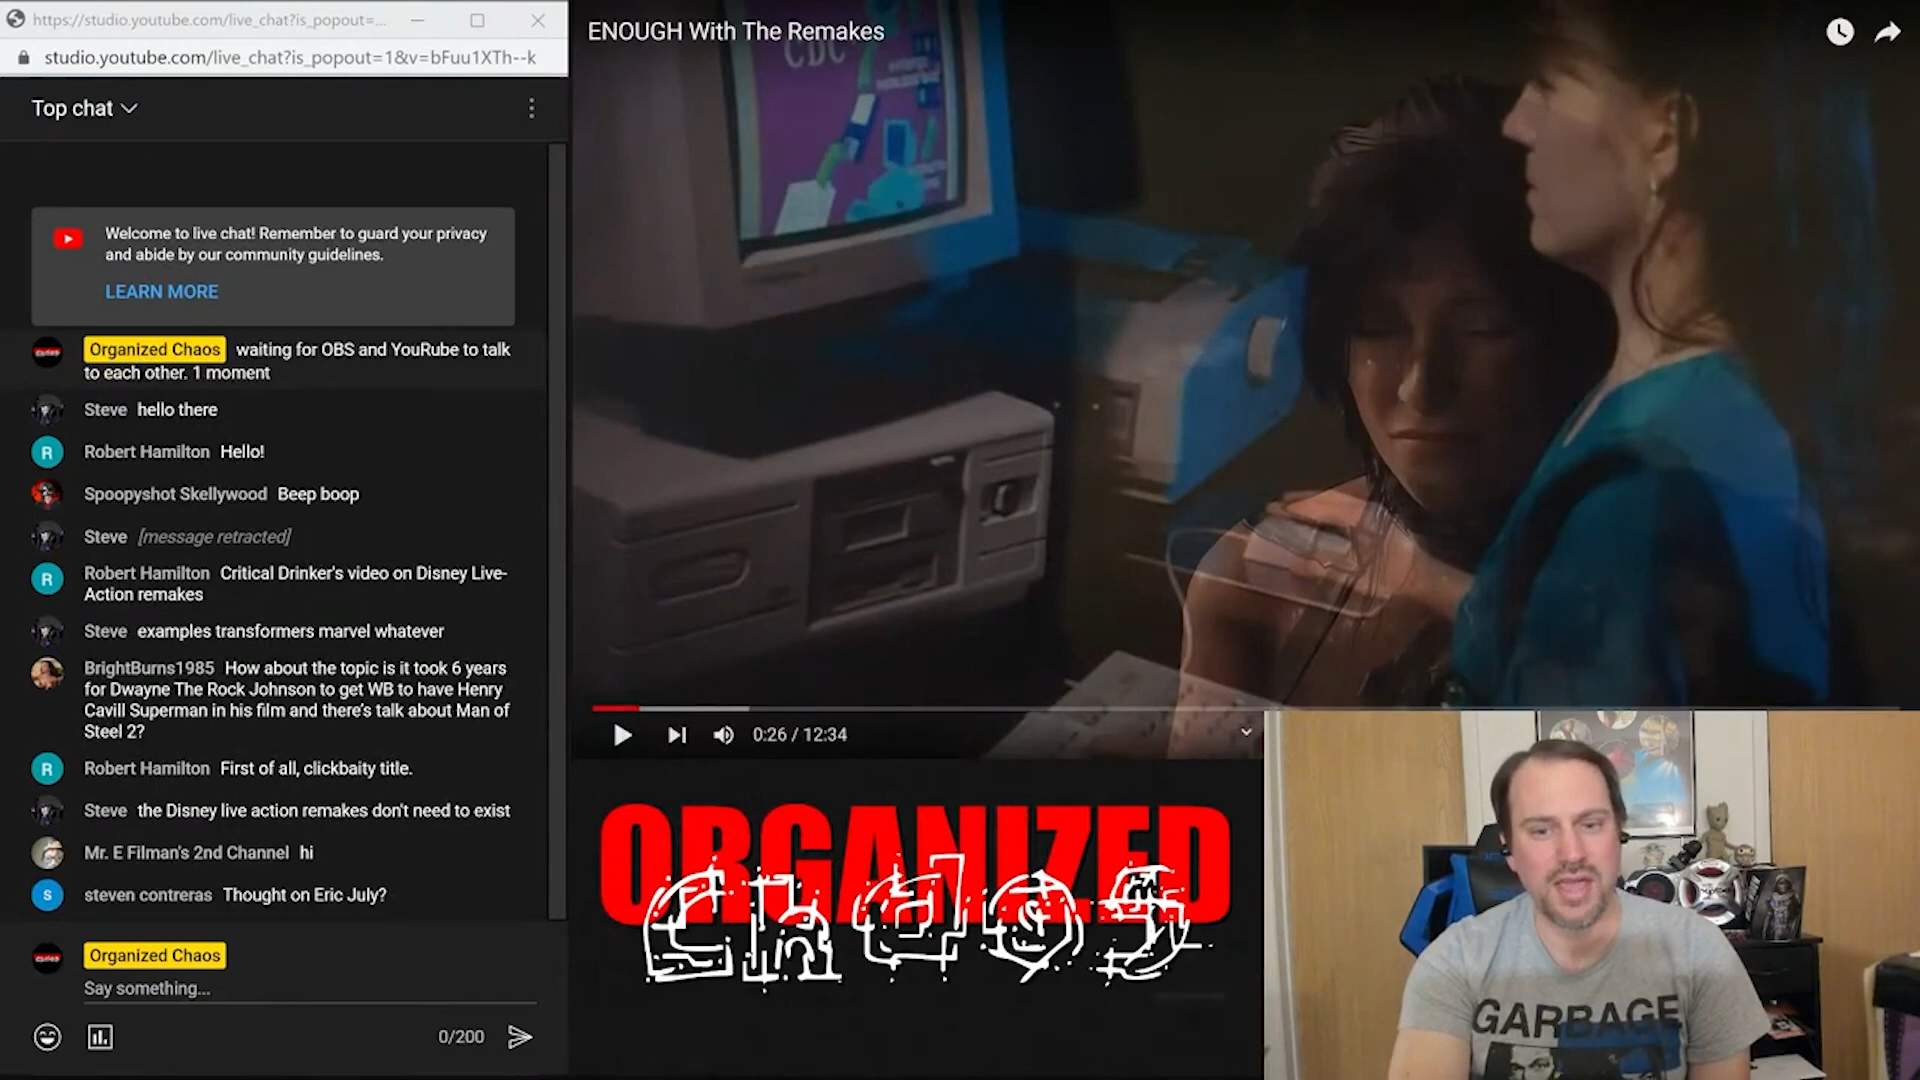 https://studio.youtube.com/live_chat?is_popout=...
studio.youtube.com/live_chat?is_popout=1&v=bFuu1XTh--k
Top chat
Welcome to live chat! Remember to guard your privacy
and abide by our community guidelines.
LEARN MORE
Organized Chaos waiting for OBS and YouRube to talk
to each other. 1 moment
Steve hello there
R
Robert Hamilton Hello!
Spoopyshot Skellywood Beep boop
Steve [message retracted]
R
Robert Hamilton Critical Drinker's video on Disney Live-
Action remakes
Steve examples transformers marvel whatever
BrightBurns1985 How about the topic is it took 6 years
for Dwayne The Rock Johnson to get WB to have Henry
Cavill Superman in his film and there's talk about Man of
Steel 2?
R
Robert Hamilton First of all, clickbaity title.
Steve the Disney live action remakes don't need to exist
Mr. E Filman's 2nd Channel hi
S
steven contreras Thought on Eric July?
Organized Chaos
Say something...
0/200
ENOUGH With The Remakes
CDC
0:26 / 12:34
ORGANIZED
chaos
GARBAGE